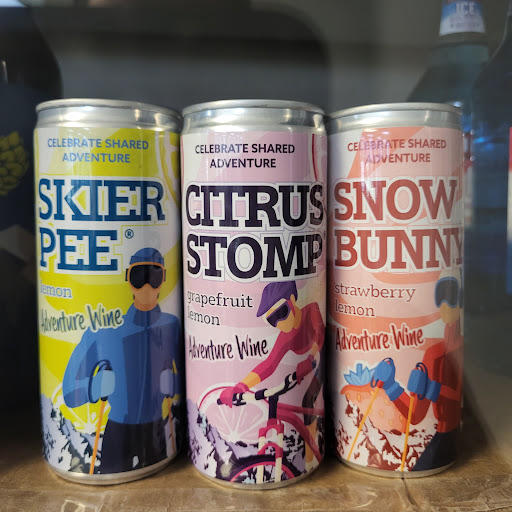 CELEBRATE SHARED
ADVENTURE
SKIER
PEE®
lemon
Adventure Wine
CELEBRATE SHARED
ADVENTURE
CITRUS
STOMP
grapefruit
lemon
Adventure Wine
CELEBRATE SHARED
ADVENTURE
SNOW
BUNNY
strawberry
lemon
Adventure Wine
ICE